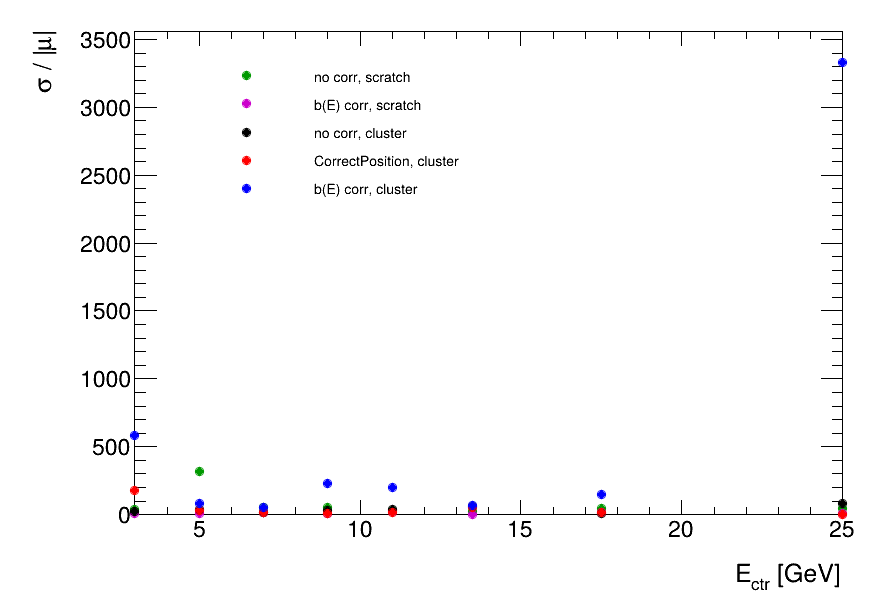 σ / |μ|
3500
3000
2500
2000
1500
1000
500
0
no corr, scratch
b(E) corr, scratch
no corr, cluster
CorrectPosition, cluster
b(E) corr, cluster
5 10 15 20 25
E_ctr [GeV]